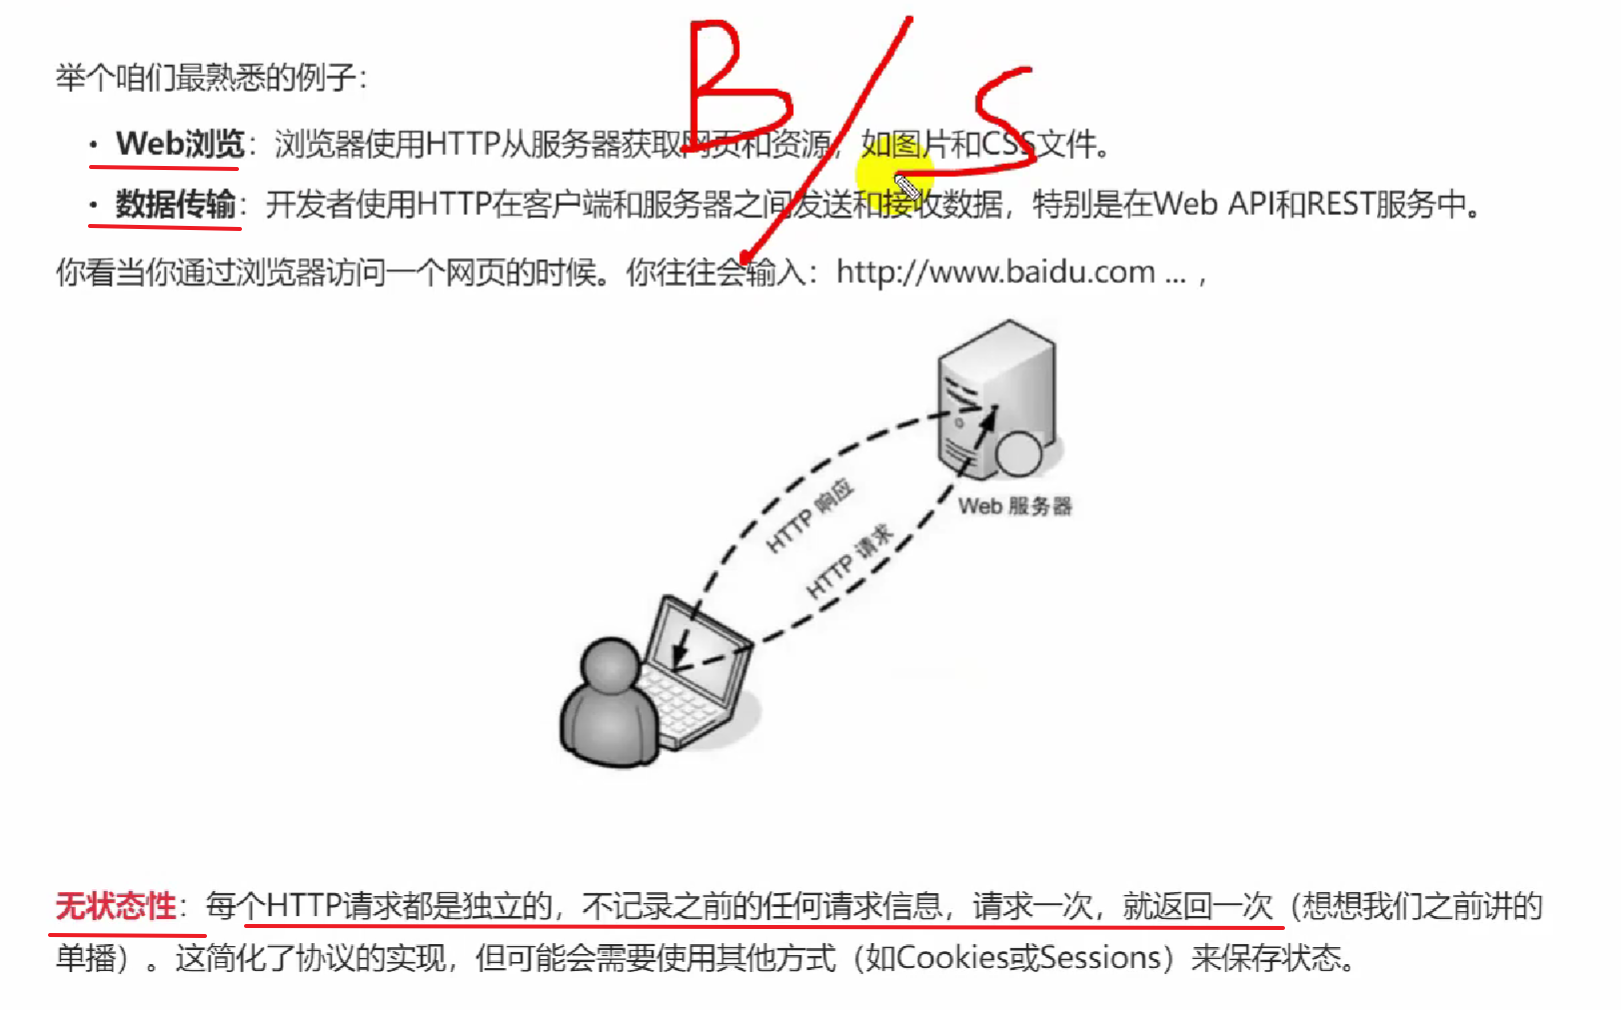 B/S
举个咱们最熟悉的例子：
• Web浏览：浏览器使用HTTP从服务器获取网页和资源，如图片和CSS文件。
• 数据传输：开发者使用HTTP在客户端和服务器之间发送和接收数据，特别是在Web API和REST服务中。
你看当你通过浏览器访问一个网页的时候。你往往会输入：http://www.baidu.com ... ，
HTTP 响应
HTTP 请求
Web 服务器
无状态性：每个HTTP请求都是独立的，不记录之前的任何请求信息，请求一次，就返回一次（想想我们之前讲的
单播）。这简化了协议的实现，但可能会需要使用其他方式（如Cookies或Sessions）来保存状态。